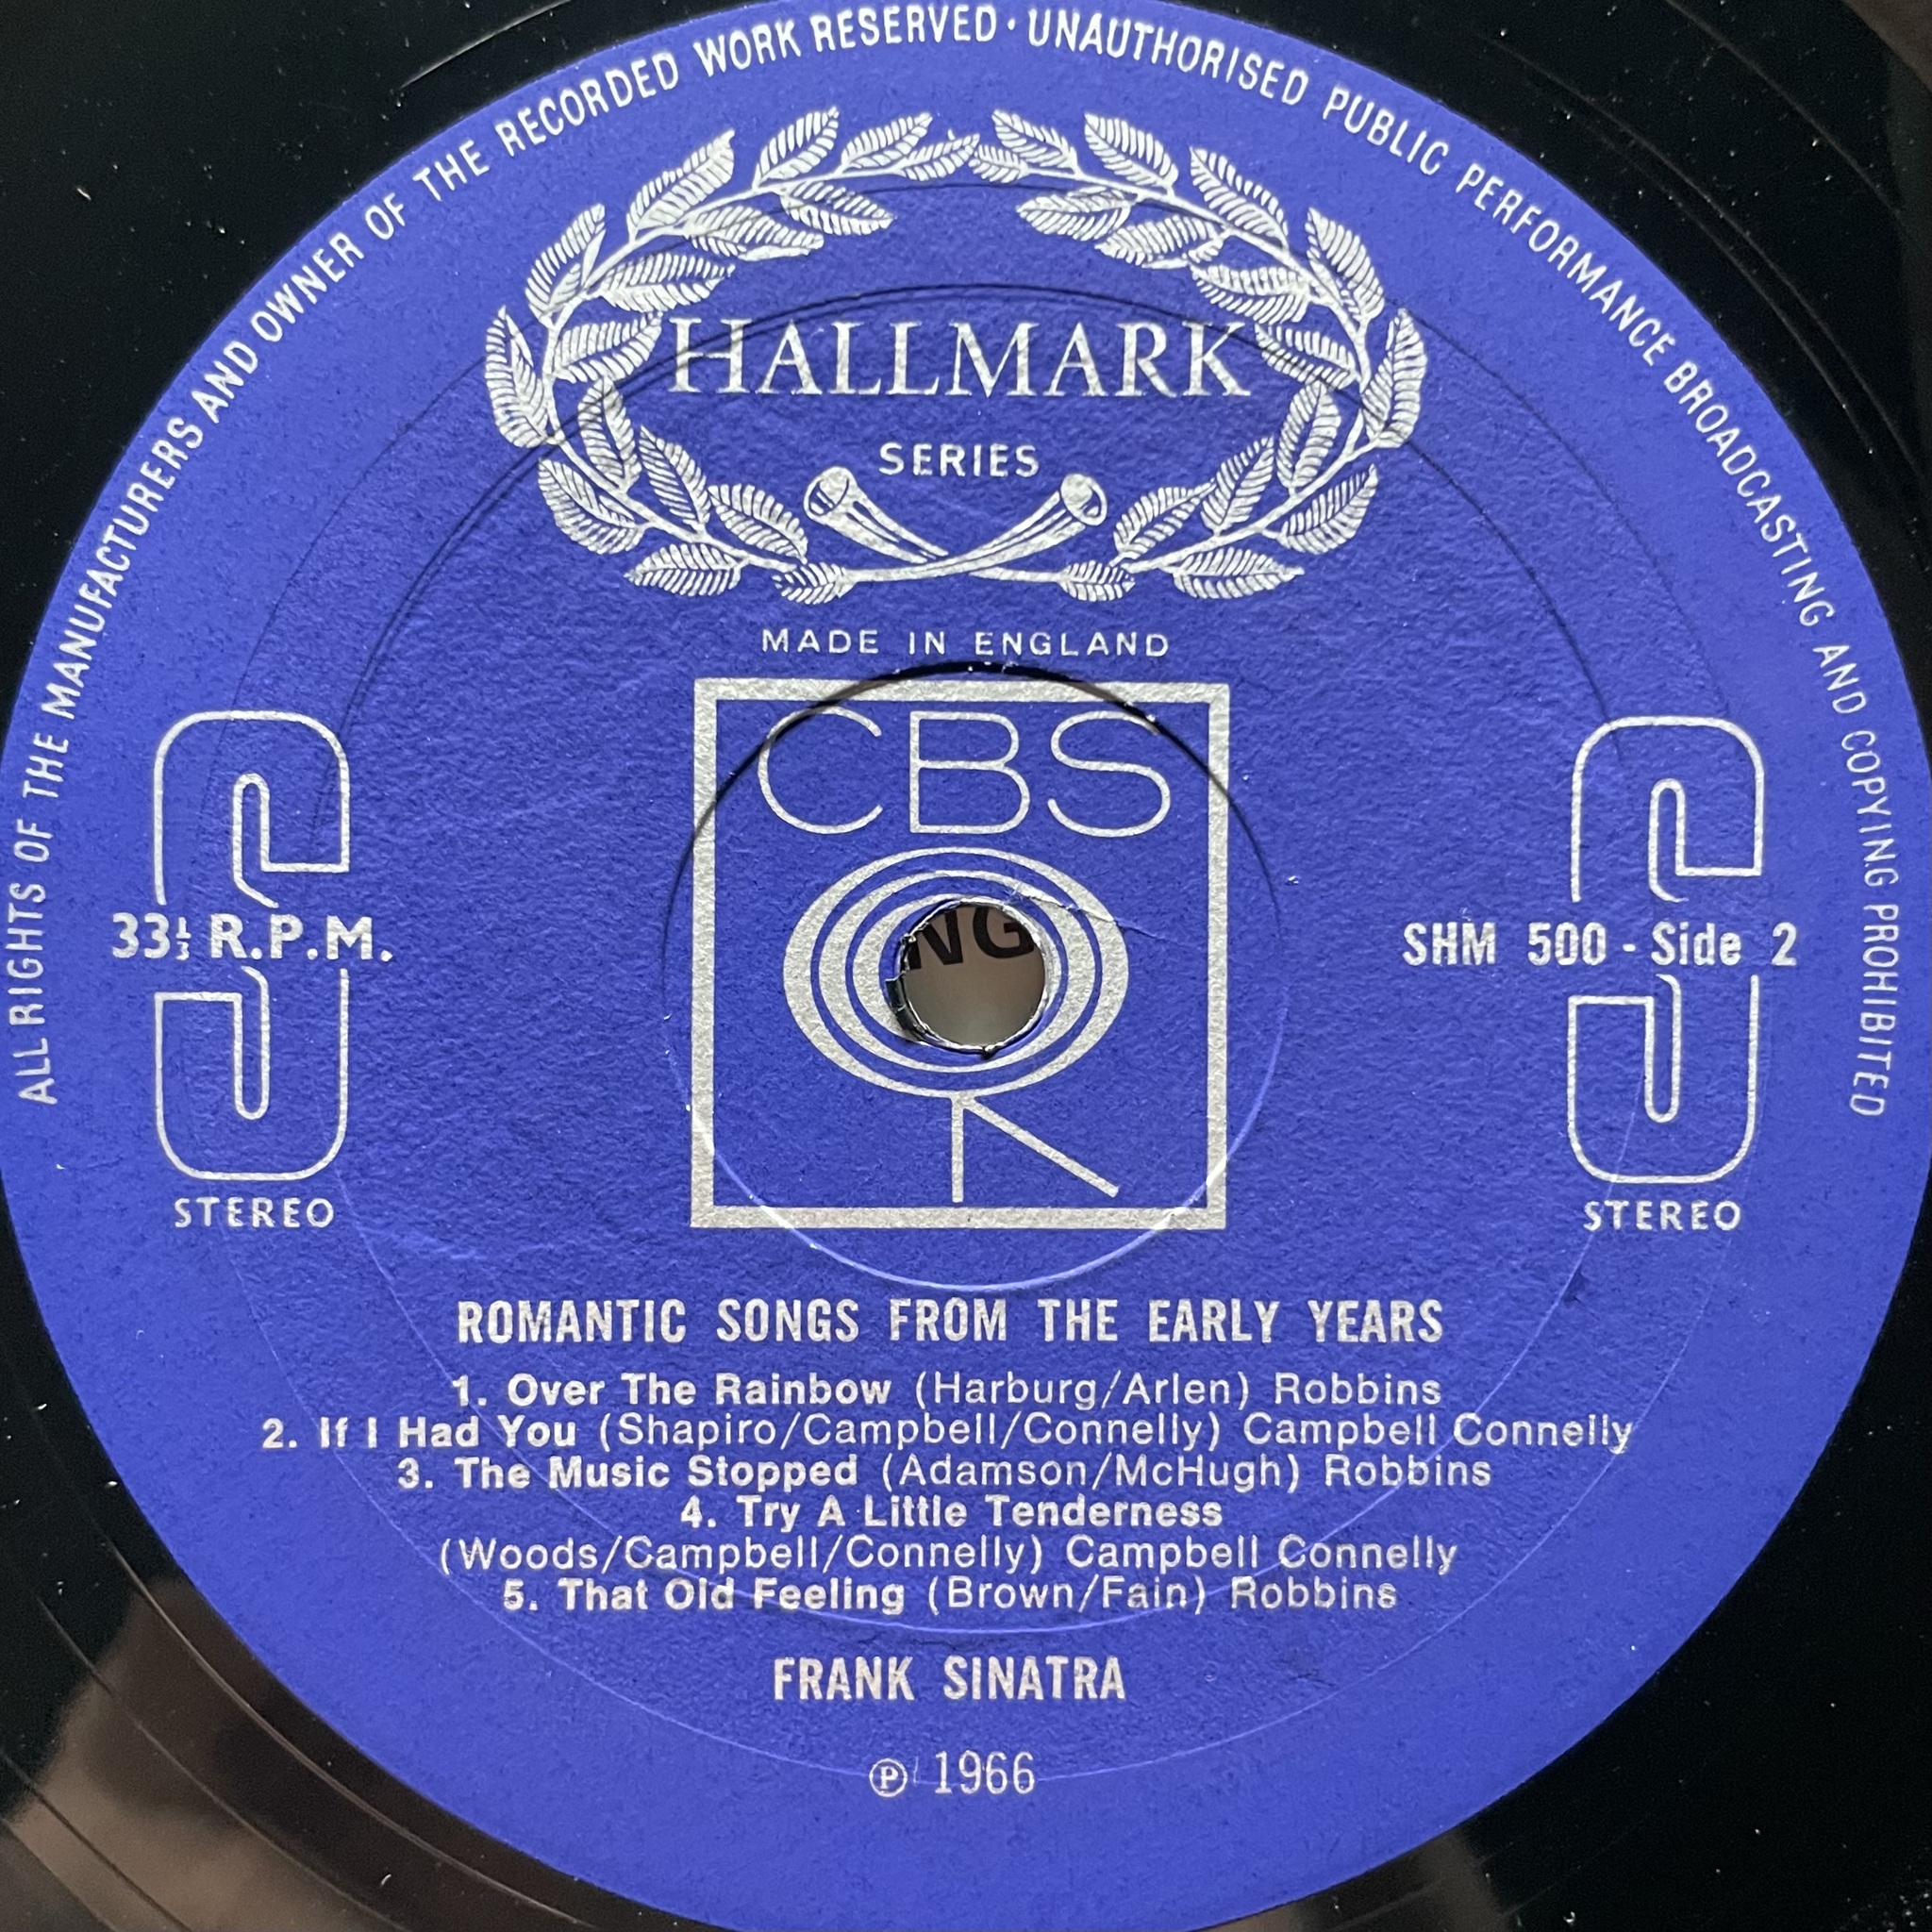 ALL RIGHTS OF THE MANUFACTURERS AND OWNER OF THE RECORDED WORK RESERVED · UNAUTHORISED PUBLIC PERFORMANCE BROADCASTING AND COPYING PROHIBITED
HALLMARK
SERIES
MADE IN ENGLAND
CBS
S
33⅓ R.P.M.
STEREO
NG
S
SHM 500 - Side 2
STEREO
ROMANTIC SONGS FROM THE EARLY YEARS
1. Over The Rainbow (Harburg/Arlen) Robbins
2. If I Had You (Shapiro/Campbell/Connelly) Campbell Connelly
3. The Music Stopped (Adamson/McHugh) Robbins
4. Try A Little Tenderness
(Woods/Campbell/Connelly) Campbell Connelly
5. That Old Feeling (Brown/Fain) Robbins
FRANK SINATRA
℗ 1966